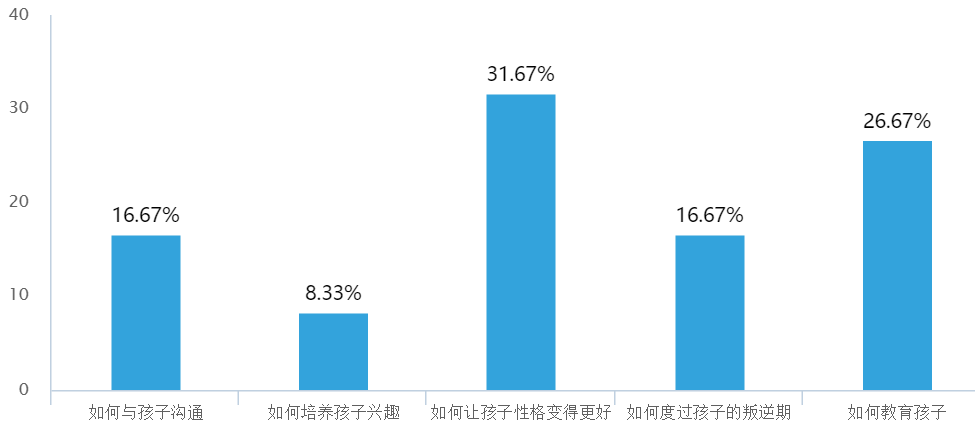 40
30
20
10
0
16.67%
8.33%
31.67%
16.67%
26.67%
如何与孩子沟通
如何培养孩子兴趣
如何让孩子性格变得更好
如何度过孩子的叛逆期
如何教育孩子